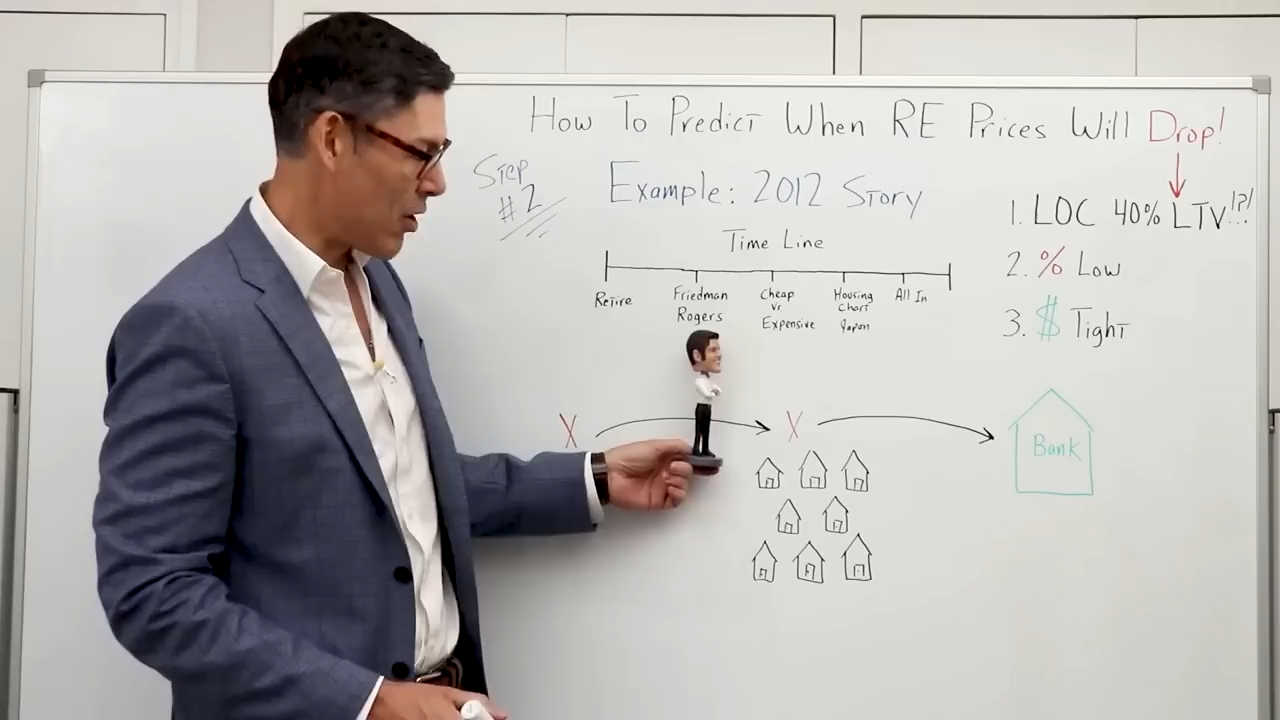 How To Predict When RE Prices Will Drop!
Step
#2
Example: 2012 Story
Time Line
Retire
Friedman
Rogers
Cheap
vs
Expensive
Housing
Chart
Japan
All In
1. LOC 40% LTV!?!
2. % Low
3. $ Tight
X
X
Bank